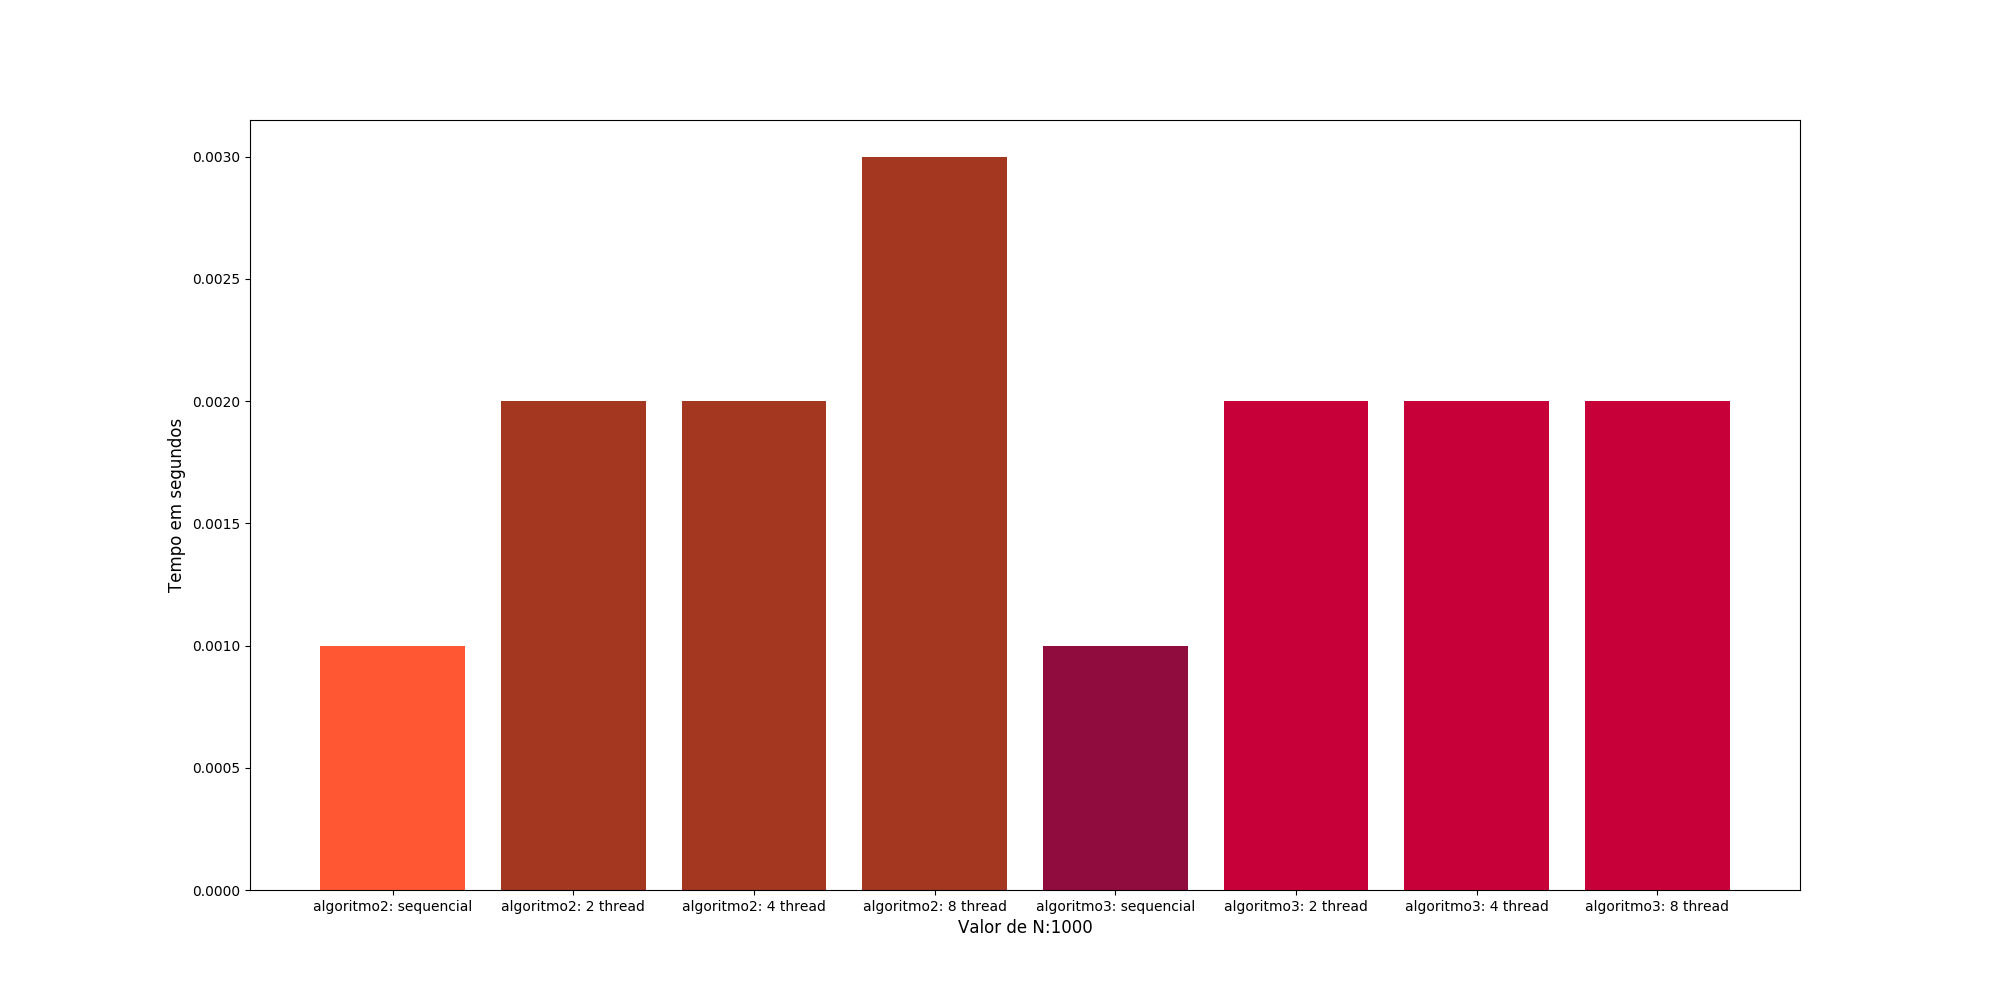 0.0030
0.0025
0.0020
0.0015
0.0010
0.0005
0.0000
Tempo em segundos
algoritmo2: sequencial algoritmo2: 2 thread algoritmo2: 4 thread algoritmo2: 8 thread algoritmo3: sequencial algoritmo3: 2 thread algoritmo3: 4 thread algoritmo3: 8 thread
Valor de N:1000